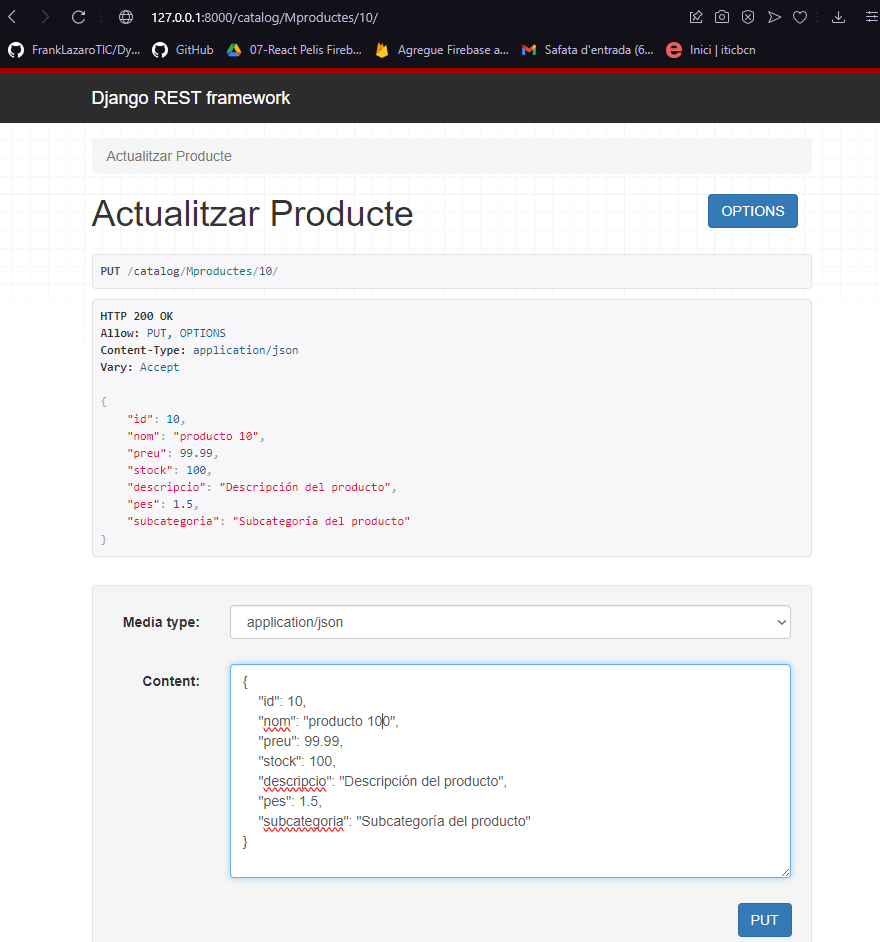 127.0.0.1:8000/catalog/Mproductes/10/
FrankLazaroTIC/Dy... GitHub 07-React Pelis Fireb... Agregue Firebase a... Safata d'entrada (6... Inici | iticbcn
Django REST framework
Actualitzar Producte
Actualitzar Producte
OPTIONS
PUT /catalog/Mproductes/10/
HTTP 200 OK
Allow: PUT, OPTIONS
Content-Type: application/json
Vary: Accept
{
    "id": 10,
    "nom": "producto 10",
    "preu": 99.99,
    "stock": 100,
    "descripcio": "Descripción del producto",
    "pes": 1.5,
    "subcategoria": "Subcategoría del producto"
}
Media type: application/json
Content:
{
    "id": 10,
    "nom": "producto 100",
    "preu": 99.99,
    "stock": 100,
    "descripcio": "Descripción del producto",
    "pes": 1.5,
    "subcategoria": "Subcategoría del producto"
}
PUT